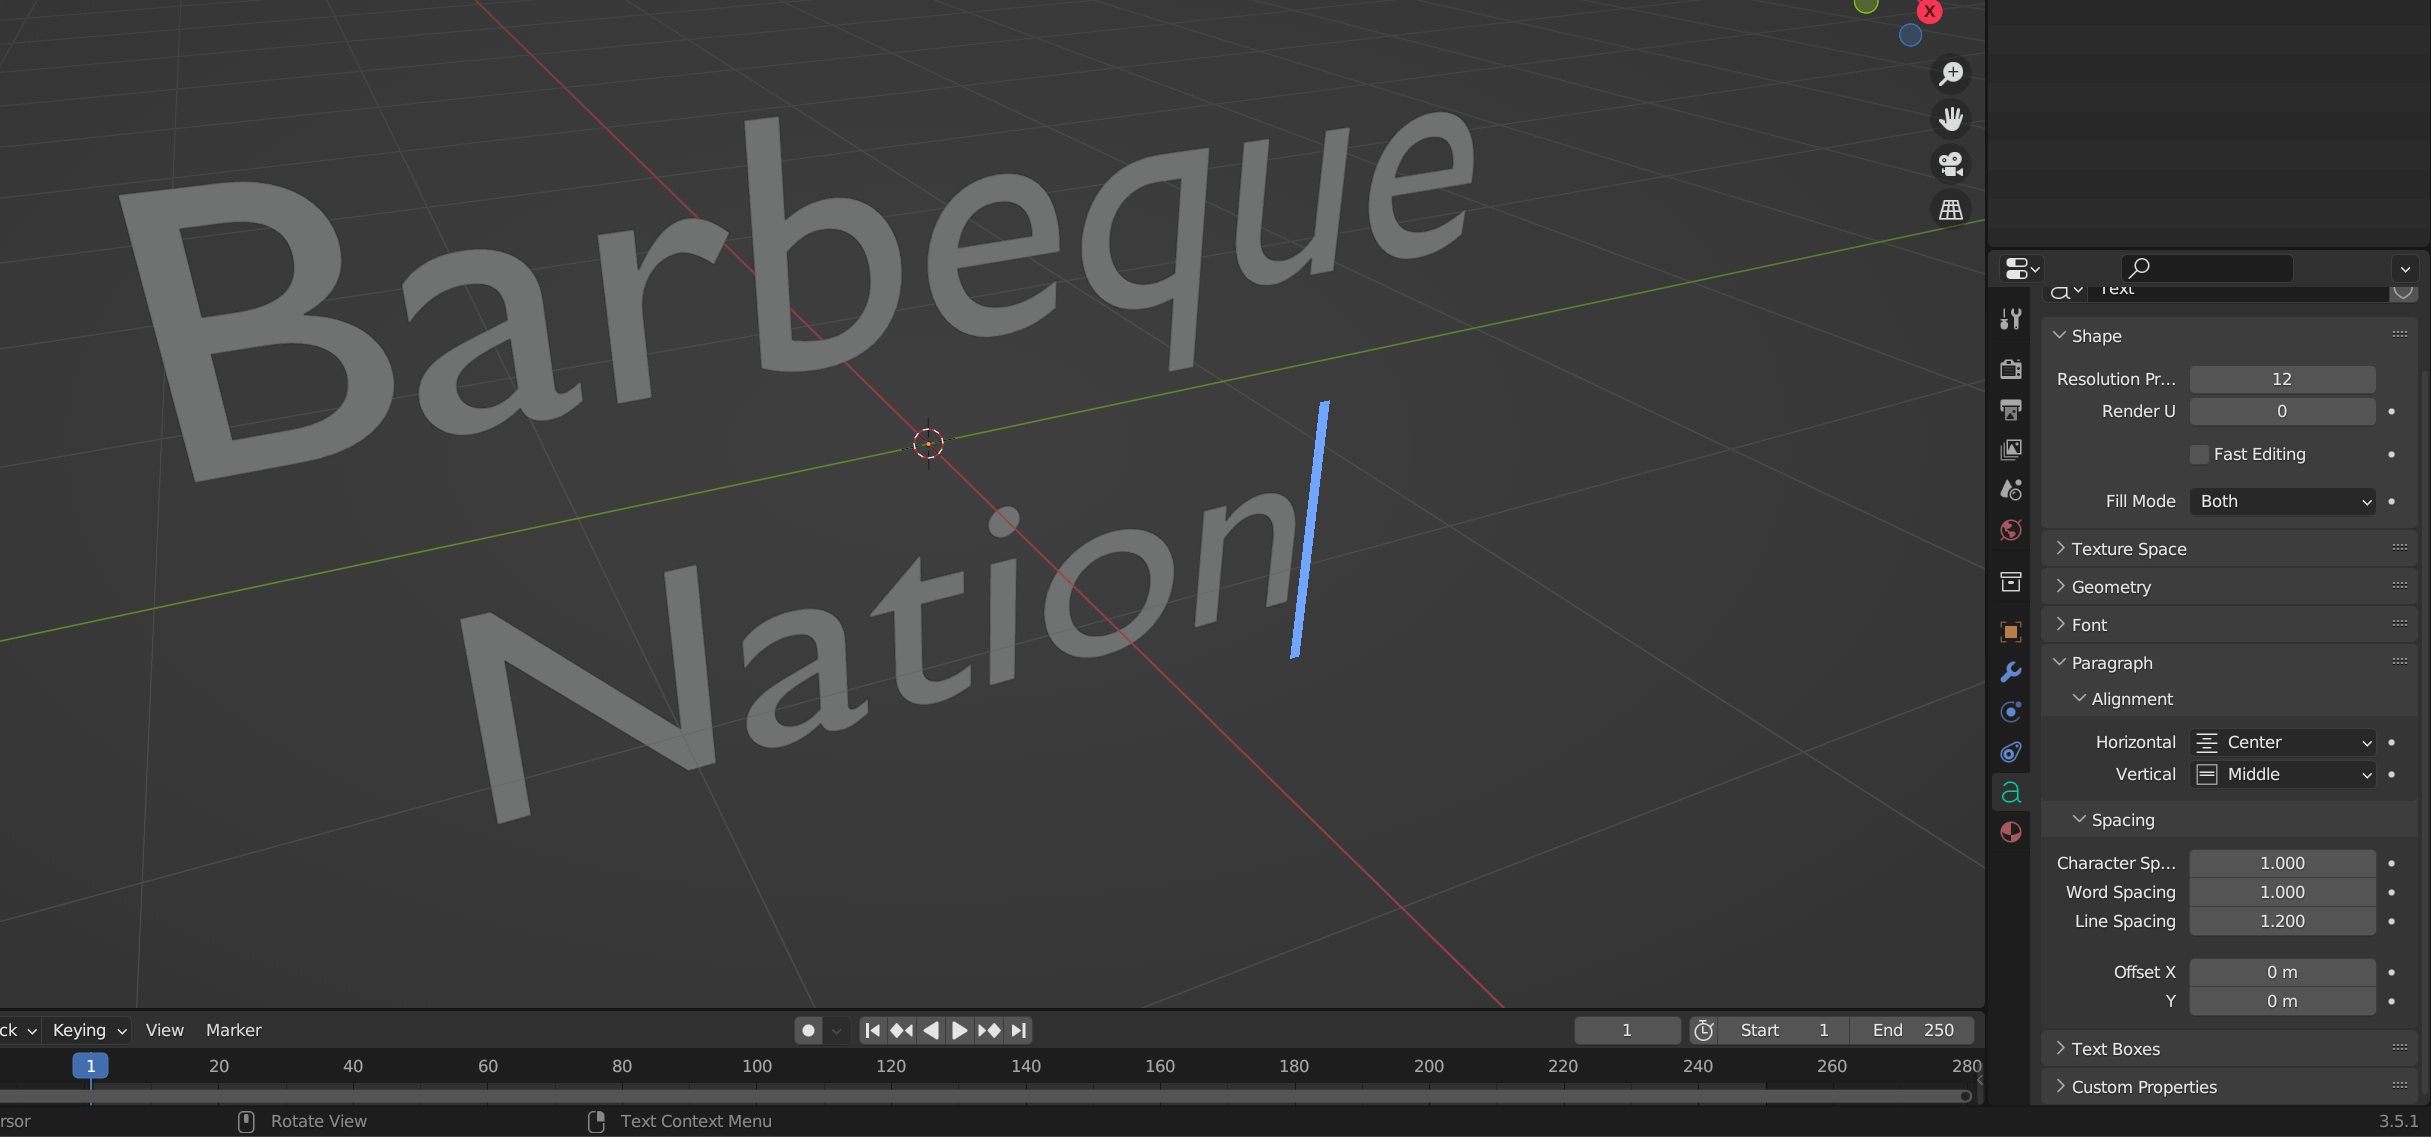 X
Barbeque
Nation
Text
Shape
Resolution Pr... 12
Render U 0
Fast Editing
Fill Mode Both
Texture Space
Geometry
Font
Paragraph
Alignment
Horizontal Center
Vertical Middle
Spacing
Character Sp... 1.000
Word Spacing 1.000
Line Spacing 1.200
Offset X 0 m
Y 0 m
Text Boxes
Custom Properties
ck Keying View Marker 1 Start 1 End 250
1 20 40 60 80 100 120 140 160 180 200 220 240 260 280
rsor Rotate View Text Context Menu 3.5.1